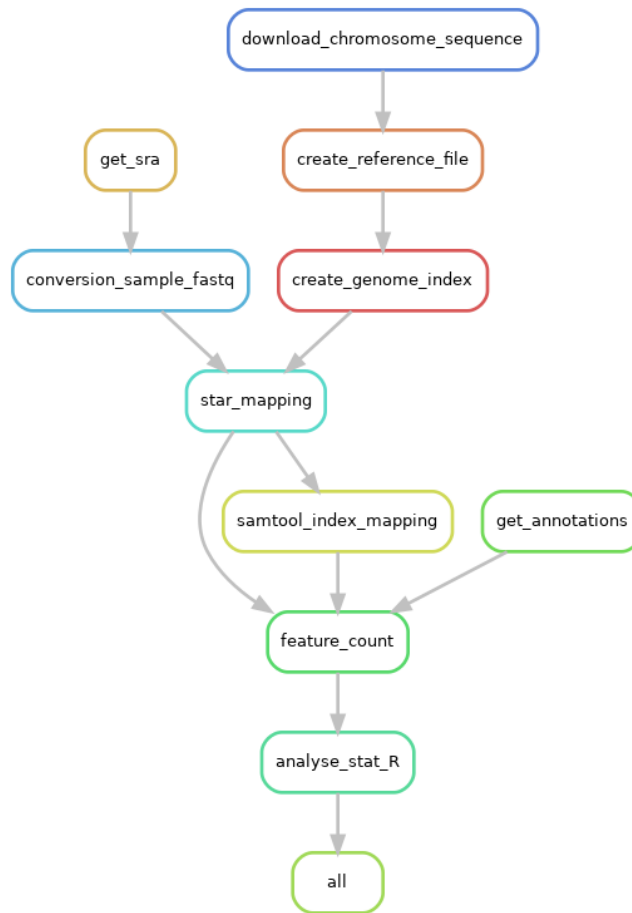 download_chromosome_sequence
get_sra
create_reference_file
conversion_sample_fastq
create_genome_index
star_mapping
samtool_index_mapping
get_annotations
feature_count
analyse_stat_R
all